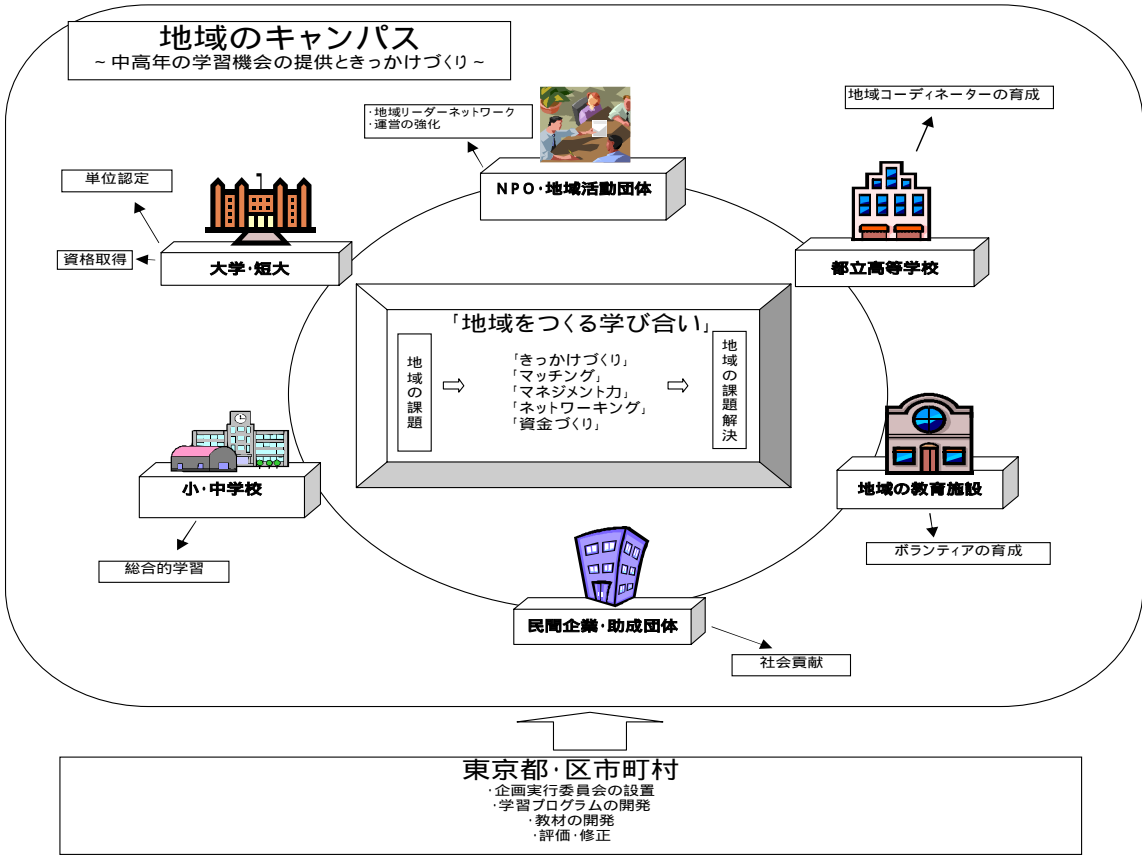 地域のキャンパス
~中高年の学習機会の提供ときっかけづくり~
・地域リーダーネットワーク
・運営の強化
地域コーディネーターの育成
単位認定
資格取得
NPO・地域活動団体
大学・短大
都立高等学校
「地域をつくる学び合い」
地域の課題
「きっかけづくり」
「マッチング」
「マネジメント力」
「ネットワーキング」
「資金づくり」
地域の課題解決
小・中学校
地域の教育施設
総合的学習
ボランティアの育成
民間企業・助成団体
社会貢献
東京都・区市町村
・企画実行委員会の設置
・学習プログラムの開発
・教材の開発
・評価・修正